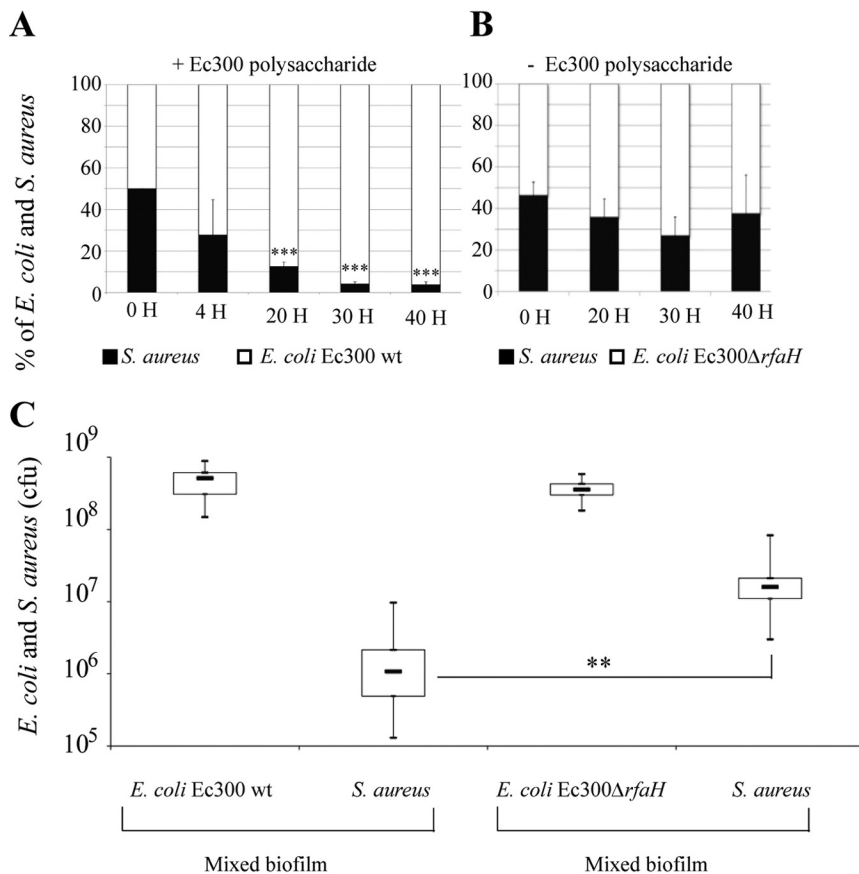 A
B
+ Ec300 polysaccharide
- Ec300 polysaccharide
% of E. coli and S. aureus
100
80
60
40
20
0
***
***
***
0 H
4 H
20 H
30 H
40 H
S. aureus
E. coli Ec300 wt
100
80
60
40
20
0
0 H
20 H
30 H
40 H
S. aureus
E. coli Ec300ΔrfaH
C
E. coli and S. aureus (cfu)
10⁹
10⁸
10⁷
10⁶
10⁵
**
E. coli Ec300 wt
S. aureus
E. coli Ec300ΔrfaH
S. aureus
Mixed biofilm
Mixed biofilm